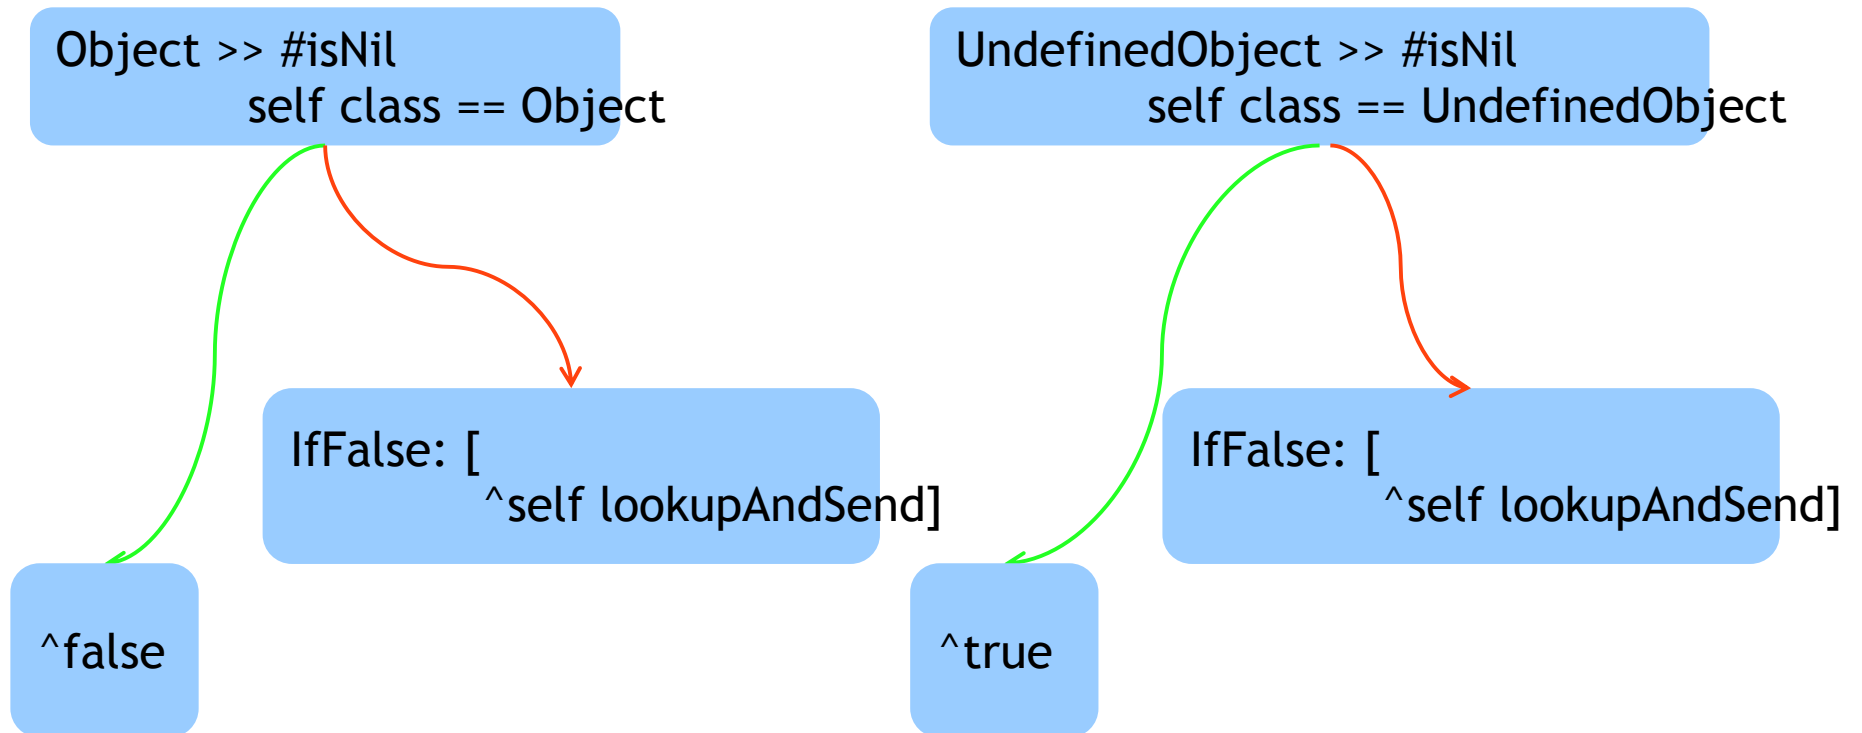 Object >> #isNil
self class == Object
UndefinedObject >> #isNil
self class == UndefinedObject
IfFalse: [
^self lookupAndSend]
IfFalse: [
^self lookupAndSend]
^false
^true